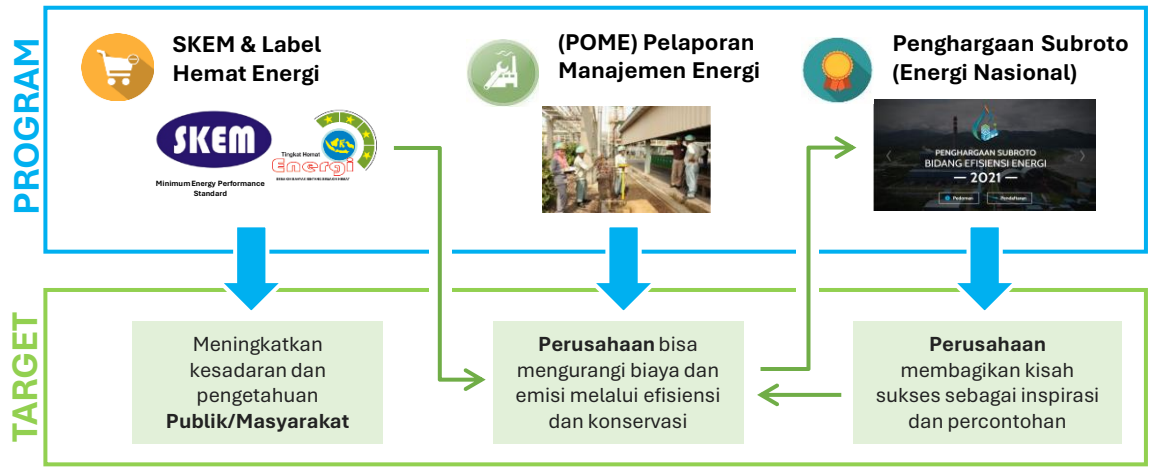 PROGRAM
SKEM & Label
Hemat Energi
SKEM
Minimum Energy Performance
Standard
Tingkat Hemat
Energi
(POME) Pelaporan
Manajemen Energi
Penghargaan Subroto
(Energi Nasional)
PENGHARGAAN SUBROTO
BIDANG EFISIENSI ENERGI
— 2021 —
Pedoman
Pendaftaran
TARGET
Meningkatkan
kesadaran dan
pengetahuan
Publik/Masyarakat
Perusahaan bisa
mengurangi biaya dan
emisi melalui efisiensi
dan konservasi
Perusahaan
membagikan kisah
sukses sebagai inspirasi
dan percontohan